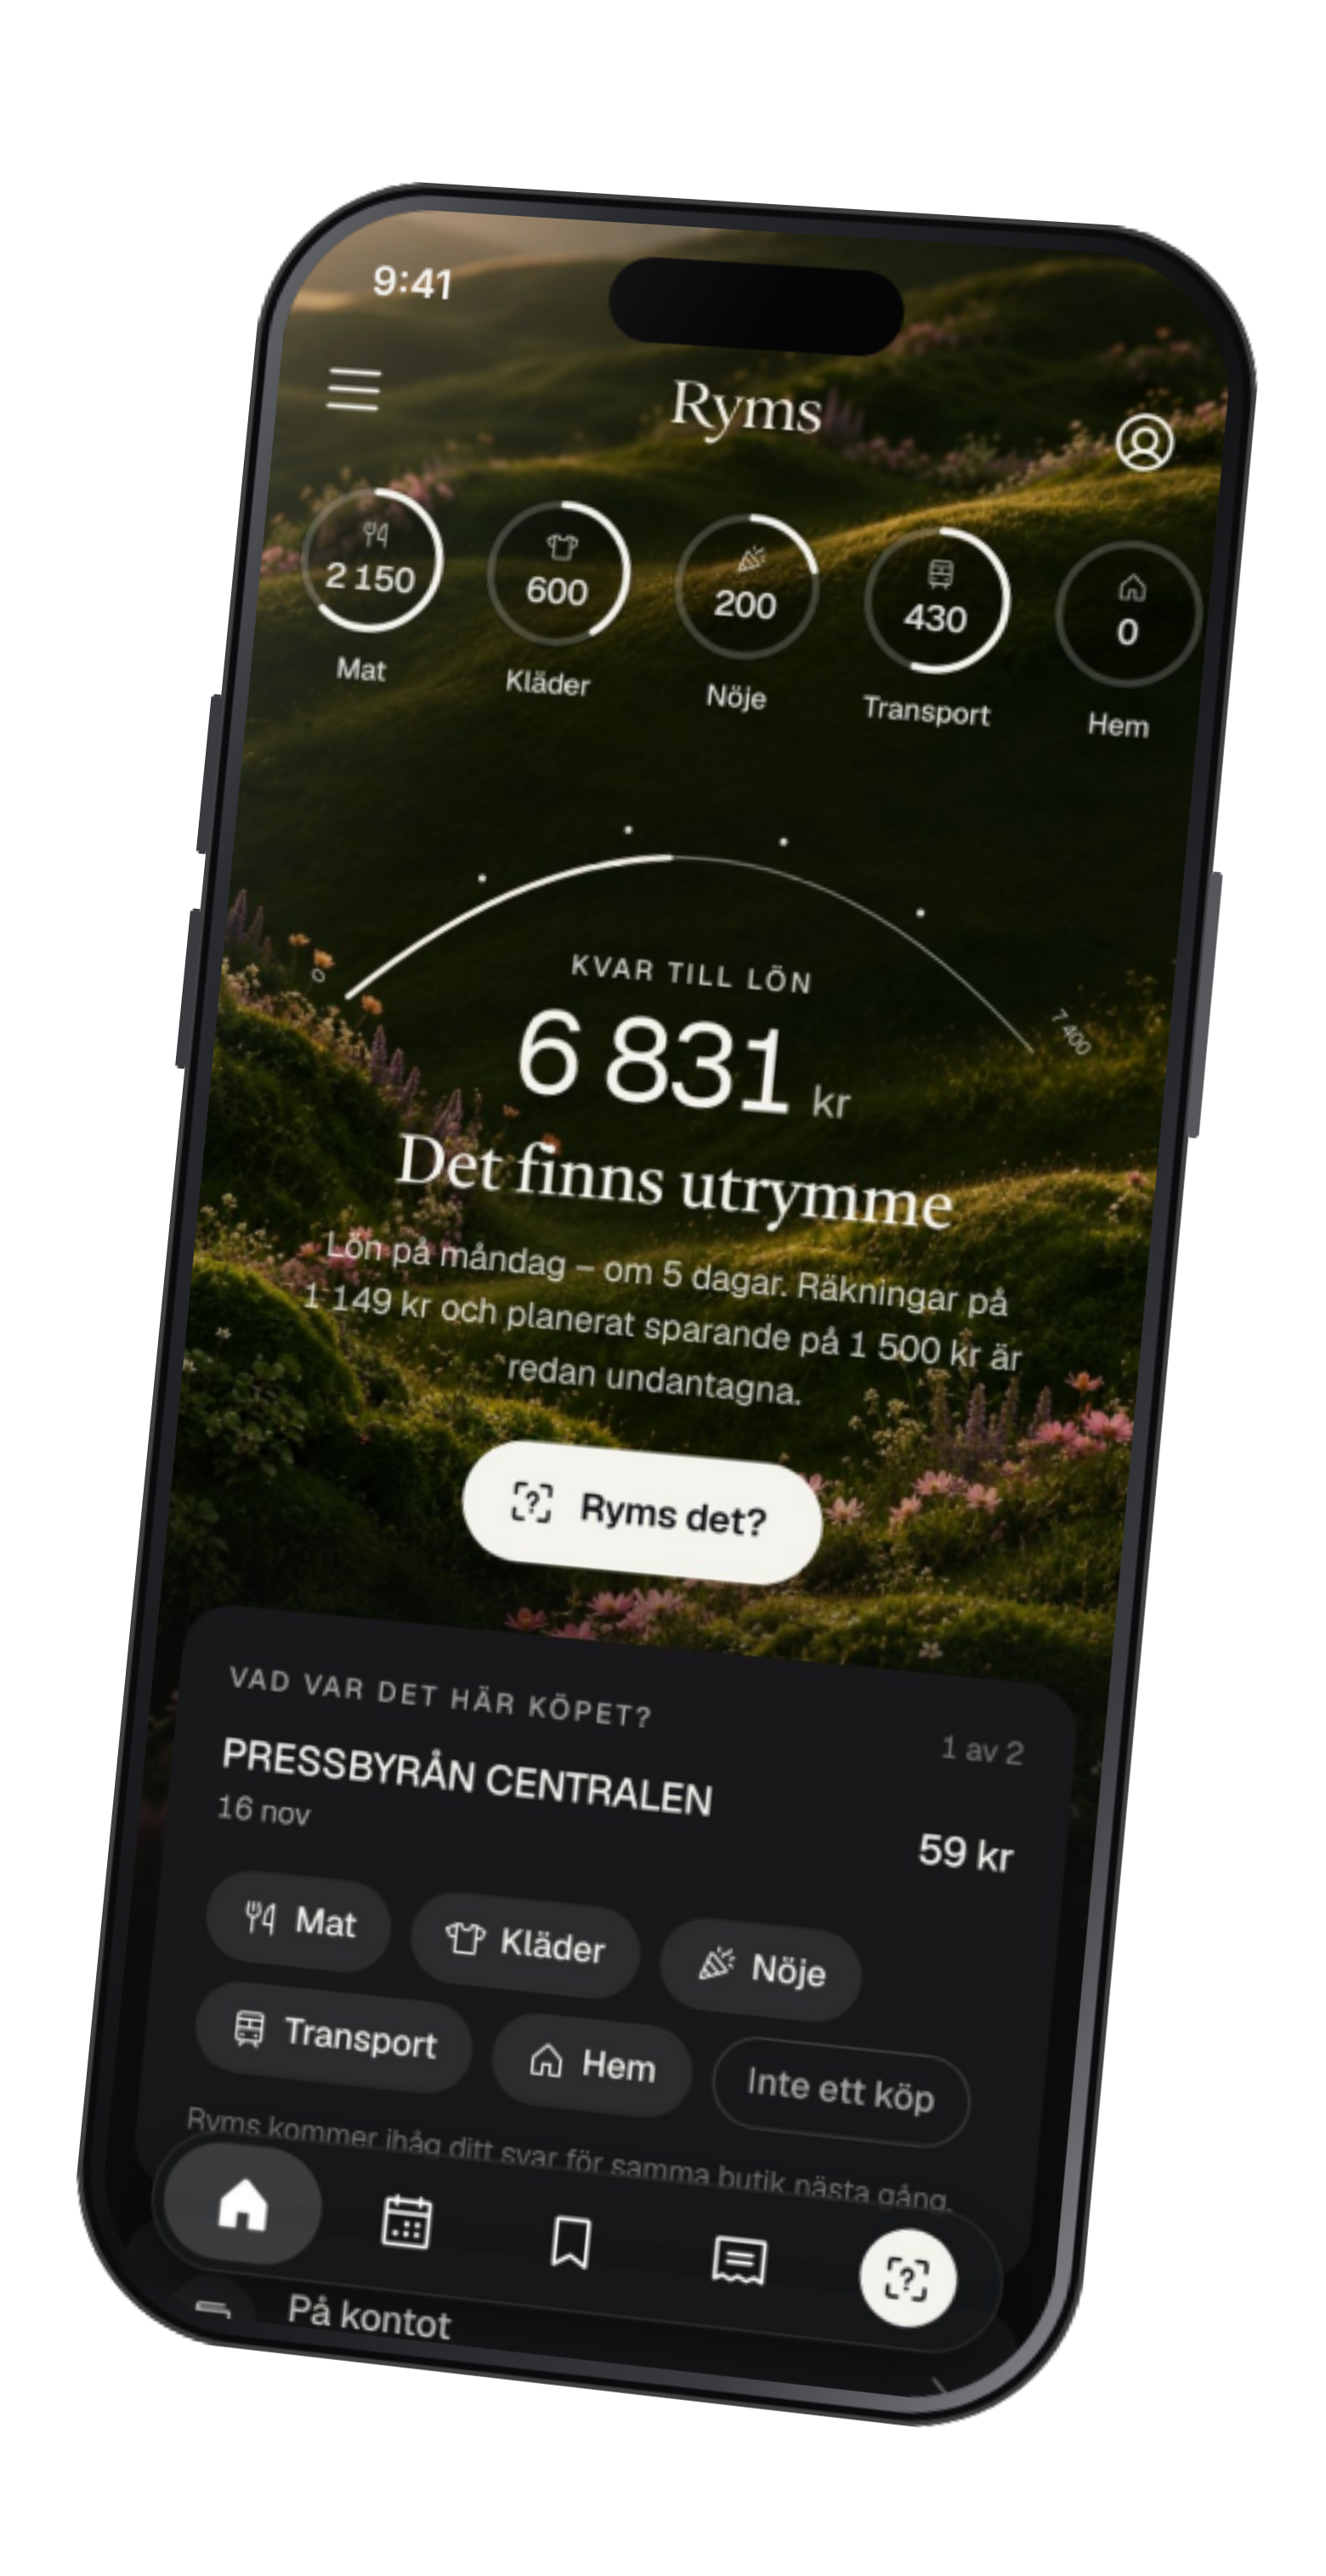 9:41
Ryms
2 150
600
200
430
0
Mat
Kläder
Nöje
Transport
Hem
0
7 400
KVAR TILL LÖN
6 831 kr
Det finns utrymme
Lön på måndag – om 5 dagar. Räkningar på
1 149 kr och planerat sparande på 1 500 kr är
redan undantagna.
Ryms det?
VAD VAR DET HÄR KÖPET?
1 av 2
PRESSBYRÅN CENTRALEN
16 nov
59 kr
Mat
Kläder
Nöje
Transport
Hem
Inte ett köp
Ryms kommer ihåg ditt svar för samma butik nästa gång.
På kontot